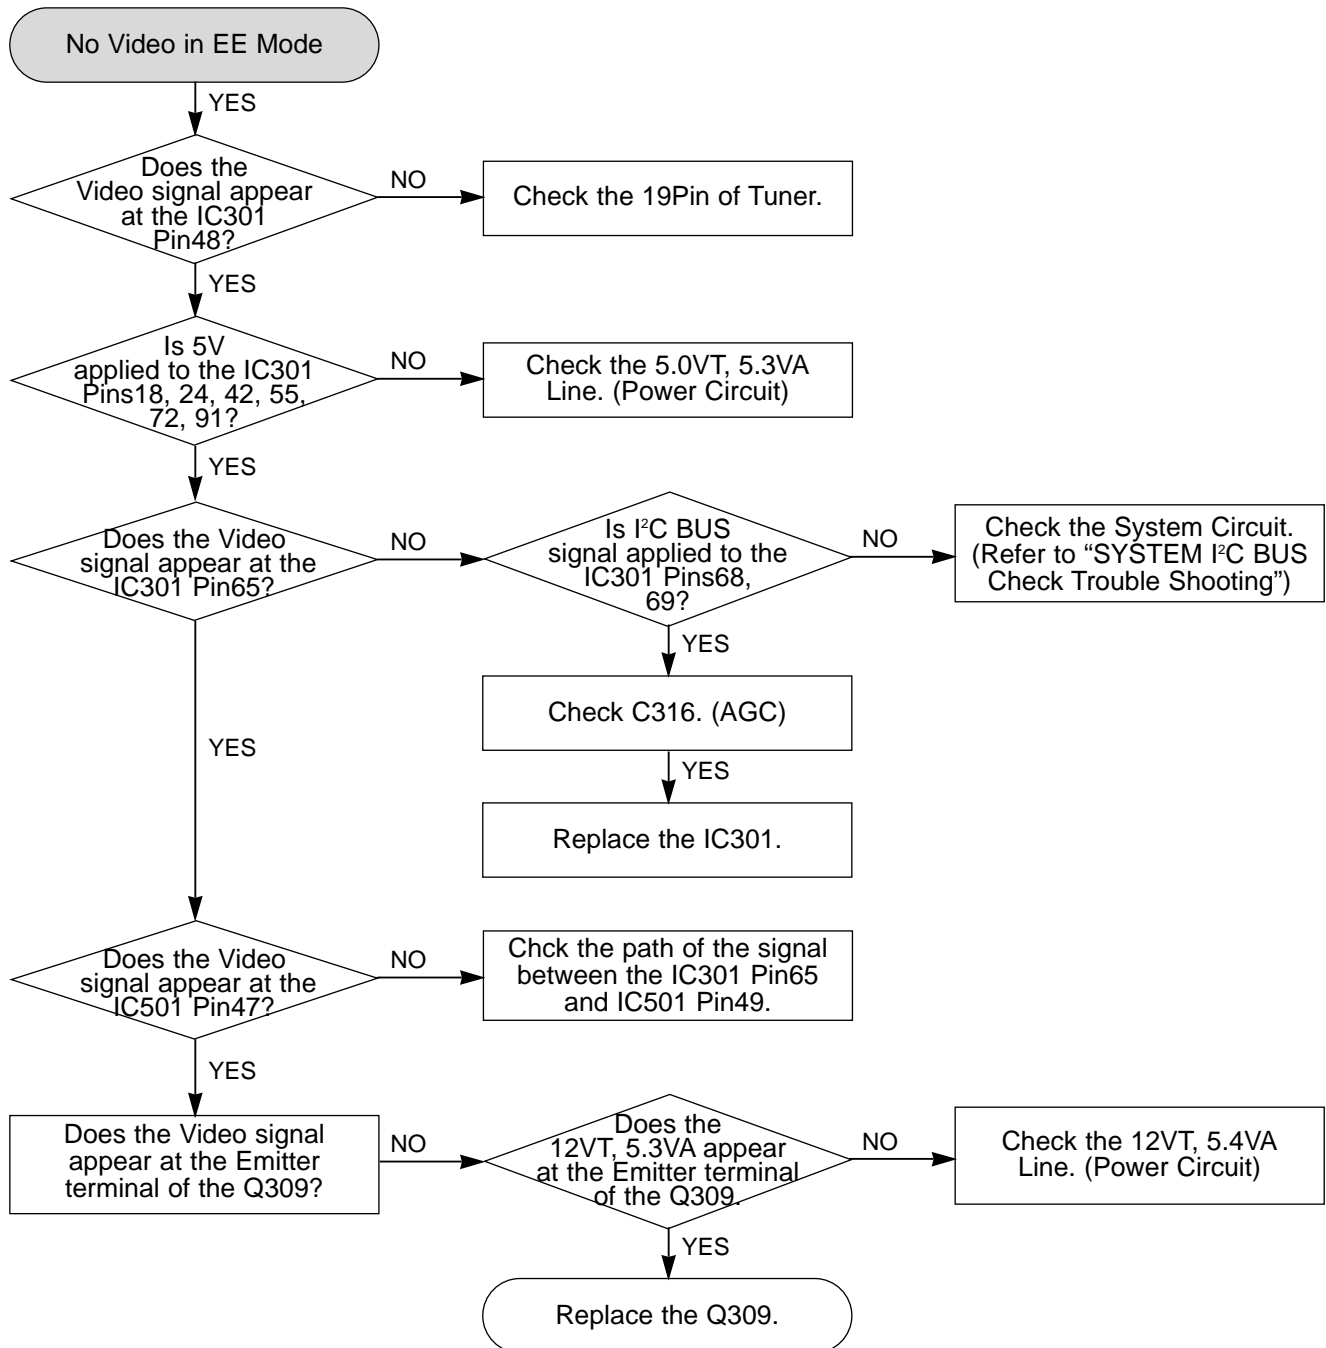 No Video in EE Mode
YES
Does the
Video signal appear
at the IC301
Pin48?
NO
Check the 19Pin of Tuner.
YES
Is 5V
applied to the IC301
Pins18, 24, 42, 55,
72, 91?
NO
Check the 5.0VT, 5.3VA
Line. (Power Circuit)
YES
Does the Video
signal appear at the
IC301 Pin65?
NO
Is I²C BUS
signal applied to the
IC301 Pins68,
69?
NO
Check the System Circuit.
(Refer to “SYSTEM I²C BUS
Check Trouble Shooting”)
YES
Check C316. (AGC)
YES
YES
Replace the IC301.
Does the Video
signal appear at the
IC501 Pin47?
NO
Chck the path of the signal
between the IC301 Pin65
and IC501 Pin49.
YES
Does the Video signal
appear at the Emitter
terminal of the Q309?
NO
Does the
12VT, 5.3VA appear
at the Emitter terminal
of the Q309.
NO
Check the 12VT, 5.4VA
Line. (Power Circuit)
YES
Replace the Q309.